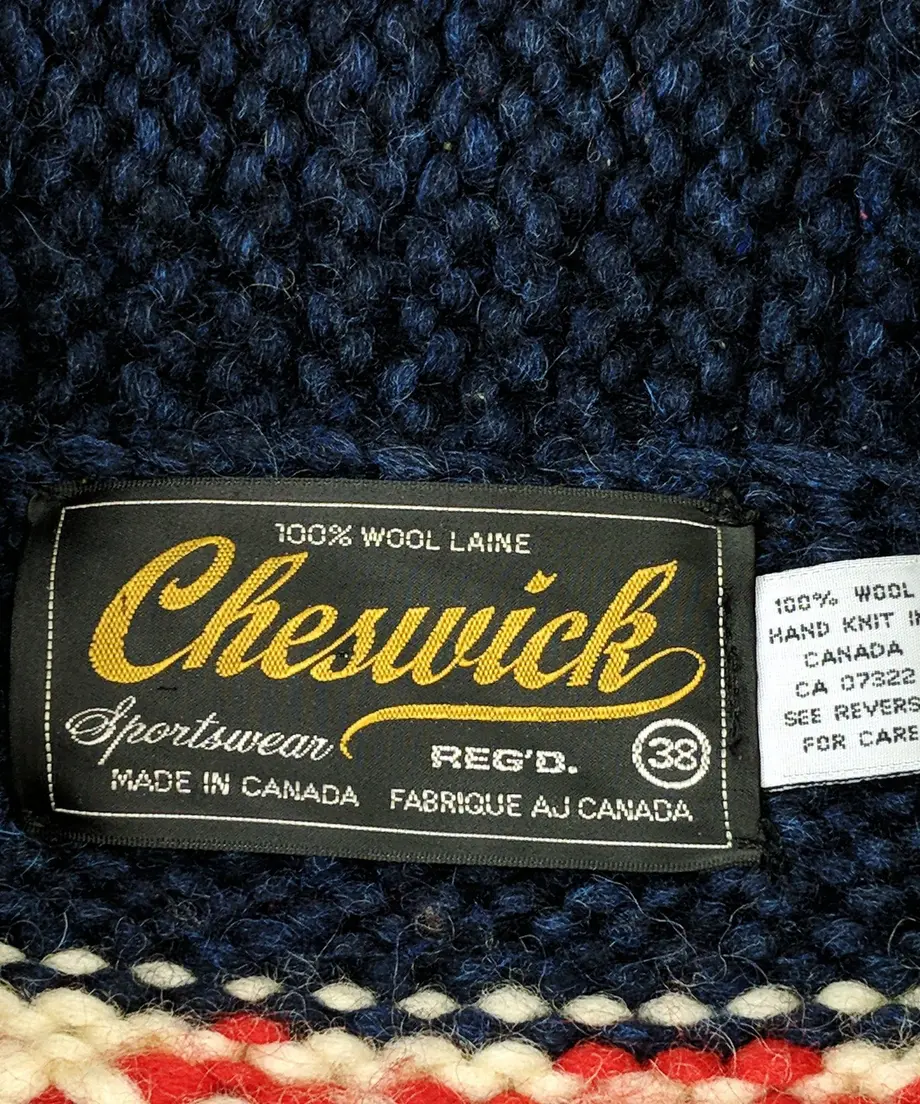 100% WOOL LAINE
Cheswick
Sportswear
REG'D.
38
MADE IN CANADA
FABRIQUE AJ CANADA
100% WOOL
HAND KNIT IN
CANADA
CA 07322
SEE REVERS
FOR CARE